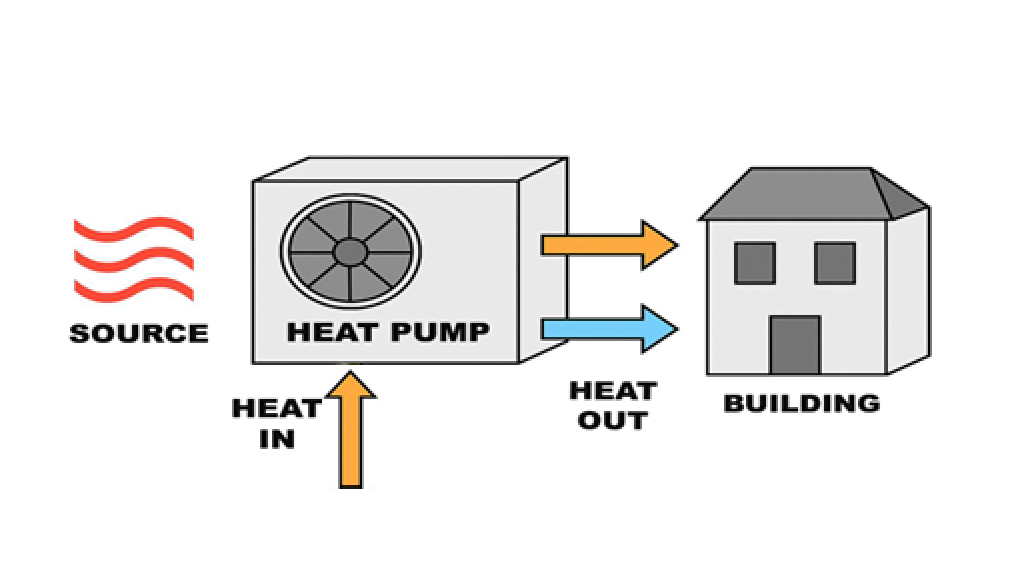 SOURCE
HEAT PUMP
HEAT
IN
HEAT
OUT
BUILDING